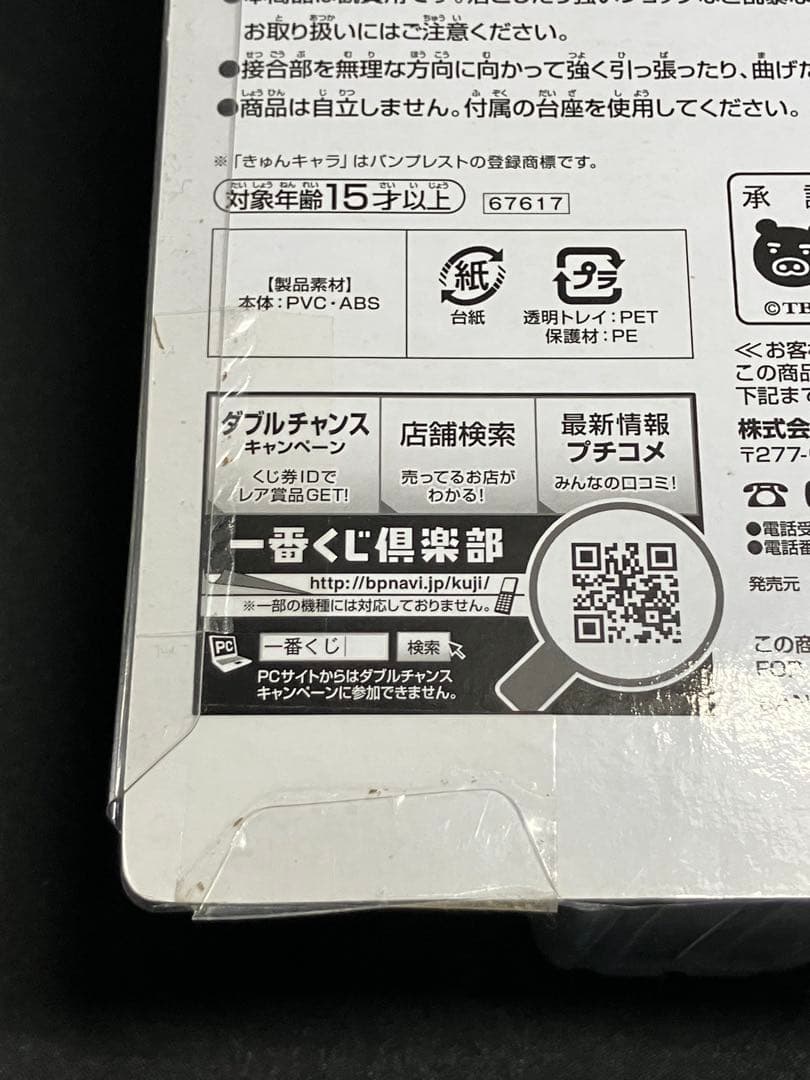 お取り扱いにはご注意ください。
●接合部を無理な方向に向かって強く引っ張ったり、曲げた
●商品は自立しません。付属の台座を使用してください。
※「きゅんキャラ」はバンプレストの登録商標です。
対象年齢15才以上 67617
【製品素材】
本体:PVC・ABS
紙
台紙
プラ
透明トレイ:PET
保護材:PE
承
©TE
≪お客
この商品
下記まで
株式会
〒277-
●電話受
●電話番
発売元
この商
FOR
ダブルチャンス
キャンペーン
くじ券IDで
レア賞品GET!
店舗検索
売ってるお店が
わかる!
最新情報
プチコメ
みんなの口コミ!
一番くじ倶楽部
http://bpnavi.jp/kuji/
※一部の機種には対応しておりません。
PC 一番くじ 検索
PCサイトからはダブルチャンス
キャンペーンに参加できません。